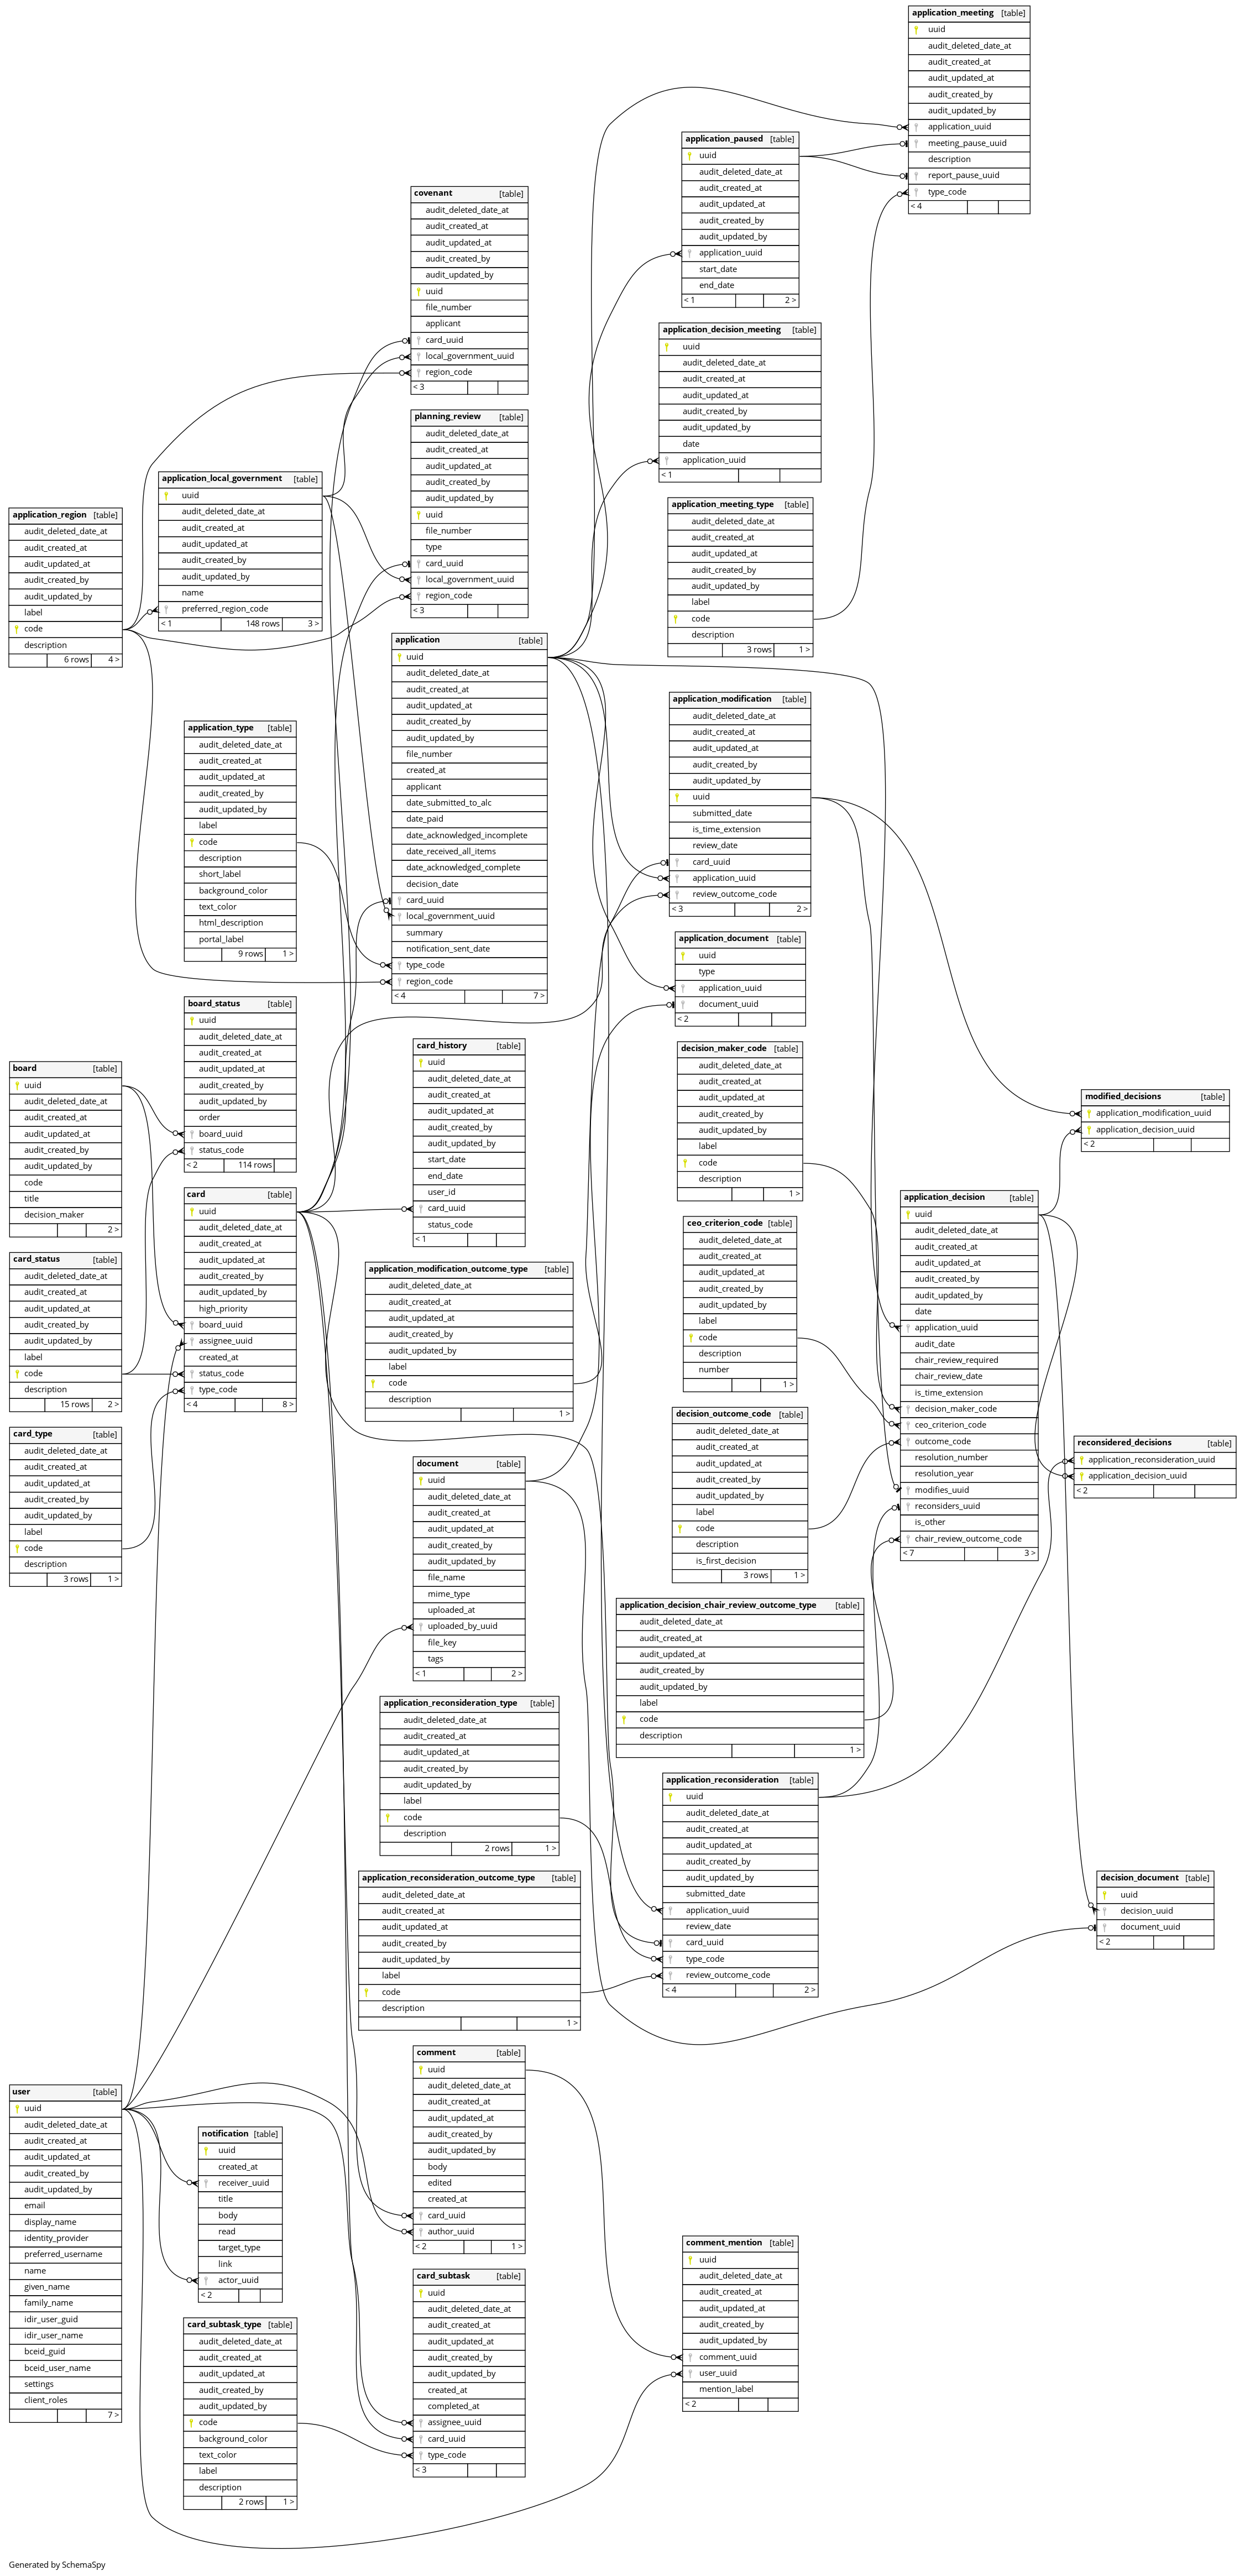 application_meeting [table]
uuid
audit_deleted_date_at
audit_created_at
audit_updated_at
audit_created_by
audit_updated_by
application_uuid
meeting_pause_uuid
description
report_pause_uuid
type_code
< 4
application_paused [table]
uuid
audit_deleted_date_at
audit_created_at
audit_updated_at
audit_created_by
audit_updated_by
application_uuid
start_date
end_date
< 1 2 >
covenant [table]
audit_deleted_date_at
audit_created_at
audit_updated_at
audit_created_by
audit_updated_by
uuid
file_number
applicant
card_uuid
local_government_uuid
region_code
< 3
application_decision_meeting [table]
uuid
audit_deleted_date_at
audit_created_at
audit_updated_at
audit_created_by
audit_updated_by
date
application_uuid
< 1
planning_review [table]
audit_deleted_date_at
audit_created_at
audit_updated_at
audit_created_by
audit_updated_by
uuid
file_number
type
card_uuid
local_government_uuid
region_code
< 3
application_local_government [table]
uuid
audit_deleted_date_at
audit_created_at
audit_updated_at
audit_created_by
audit_updated_by
name
preferred_region_code
< 1 148 rows 3 >
application_region [table]
audit_deleted_date_at
audit_created_at
audit_updated_at
audit_created_by
audit_updated_by
label
code
description
6 rows 4 >
application_meeting_type [table]
audit_deleted_date_at
audit_created_at
audit_updated_at
audit_created_by
audit_updated_by
label
code
description
3 rows 1 >
application [table]
uuid
audit_deleted_date_at
audit_created_at
audit_updated_at
audit_created_by
audit_updated_by
file_number
created_at
applicant
date_submitted_to_alc
date_paid
date_acknowledged_incomplete
date_received_all_items
date_acknowledged_complete
decision_date
card_uuid
local_government_uuid
summary
notification_sent_date
type_code
region_code
< 4 7 >
application_modification [table]
audit_deleted_date_at
audit_created_at
audit_updated_at
audit_created_by
audit_updated_by
uuid
submitted_date
is_time_extension
review_date
card_uuid
application_uuid
review_outcome_code
< 3 2 >
application_type [table]
audit_deleted_date_at
audit_created_at
audit_updated_at
audit_created_by
audit_updated_by
label
code
description
short_label
background_color
text_color
html_description
portal_label
9 rows 1 >
application_document [table]
uuid
type
application_uuid
document_uuid
< 2
board_status [table]
uuid
audit_deleted_date_at
audit_created_at
audit_updated_at
audit_created_by
audit_updated_by
order
board_uuid
status_code
< 2 114 rows
card_history [table]
uuid
audit_deleted_date_at
audit_created_at
audit_updated_at
audit_created_by
audit_updated_by
start_date
end_date
user_id
card_uuid
status_code
< 1
decision_maker_code [table]
audit_deleted_date_at
audit_created_at
audit_updated_at
audit_created_by
audit_updated_by
label
code
description
1 >
board [table]
uuid
audit_deleted_date_at
audit_created_at
audit_updated_at
audit_created_by
audit_updated_by
code
title
decision_maker
2 >
modified_decisions [table]
application_modification_uuid
application_decision_uuid
< 2
card [table]
uuid
audit_deleted_date_at
audit_created_at
audit_updated_at
audit_created_by
audit_updated_by
high_priority
board_uuid
assignee_uuid
created_at
status_code
type_code
< 4 8 >
application_decision [table]
uuid
audit_deleted_date_at
audit_created_at
audit_updated_at
audit_created_by
audit_updated_by
date
application_uuid
audit_date
chair_review_required
chair_review_date
is_time_extension
decision_maker_code
ceo_criterion_code
outcome_code
resolution_number
resolution_year
modifies_uuid
reconsiders_uuid
is_other
chair_review_outcome_code
< 7 3 >
ceo_criterion_code [table]
audit_deleted_date_at
audit_created_at
audit_updated_at
audit_created_by
audit_updated_by
label
code
description
number
1 >
card_status [table]
audit_deleted_date_at
audit_created_at
audit_updated_at
audit_created_by
audit_updated_by
label
code
description
15 rows 2 >
application_modification_outcome_type [table]
audit_deleted_date_at
audit_created_at
audit_updated_at
audit_created_by
audit_updated_by
label
code
description
1 >
decision_outcome_code [table]
audit_deleted_date_at
audit_created_at
audit_updated_at
audit_created_by
audit_updated_by
label
code
description
is_first_decision
3 rows 1 >
card_type [table]
audit_deleted_date_at
audit_created_at
audit_updated_at
audit_created_by
audit_updated_by
label
code
description
3 rows 1 >
reconsidered_decisions [table]
application_reconsideration_uuid
application_decision_uuid
< 2
document [table]
uuid
audit_deleted_date_at
audit_created_at
audit_updated_at
audit_created_by
audit_updated_by
file_name
mime_type
uploaded_at
uploaded_by_uuid
file_key
tags
< 1 2 >
application_decision_chair_review_outcome_type [table]
audit_deleted_date_at
audit_created_at
audit_updated_at
audit_created_by
audit_updated_by
label
code
description
1 >
application_reconsideration_type [table]
audit_deleted_date_at
audit_created_at
audit_updated_at
audit_created_by
audit_updated_by
label
code
description
2 rows 1 >
application_reconsideration [table]
uuid
audit_deleted_date_at
audit_created_at
audit_updated_at
audit_created_by
audit_updated_by
submitted_date
application_uuid
review_date
card_uuid
type_code
review_outcome_code
< 4 2 >
application_reconsideration_outcome_type [table]
audit_deleted_date_at
audit_created_at
audit_updated_at
audit_created_by
audit_updated_by
label
code
description
1 >
decision_document [table]
uuid
decision_uuid
document_uuid
< 2
comment [table]
uuid
audit_deleted_date_at
audit_created_at
audit_updated_at
audit_created_by
audit_updated_by
body
edited
created_at
card_uuid
author_uuid
< 2 1 >
user [table]
uuid
audit_deleted_date_at
audit_created_at
audit_updated_at
audit_created_by
audit_updated_by
email
display_name
identity_provider
preferred_username
name
given_name
family_name
idir_user_guid
idir_user_name
bceid_guid
bceid_user_name
settings
client_roles
7 >
notification [table]
uuid
created_at
receiver_uuid
title
body
read
target_type
link
actor_uuid
< 2
comment_mention [table]
uuid
audit_deleted_date_at
audit_created_at
audit_updated_at
audit_created_by
audit_updated_by
comment_uuid
user_uuid
mention_label
< 2
card_subtask [table]
uuid
audit_deleted_date_at
audit_created_at
audit_updated_at
audit_created_by
audit_updated_by
created_at
completed_at
assignee_uuid
card_uuid
type_code
< 3
card_subtask_type [table]
audit_deleted_date_at
audit_created_at
audit_updated_at
audit_created_by
audit_updated_by
code
background_color
text_color
label
description
2 rows 1 >
Generated by SchemaSpy